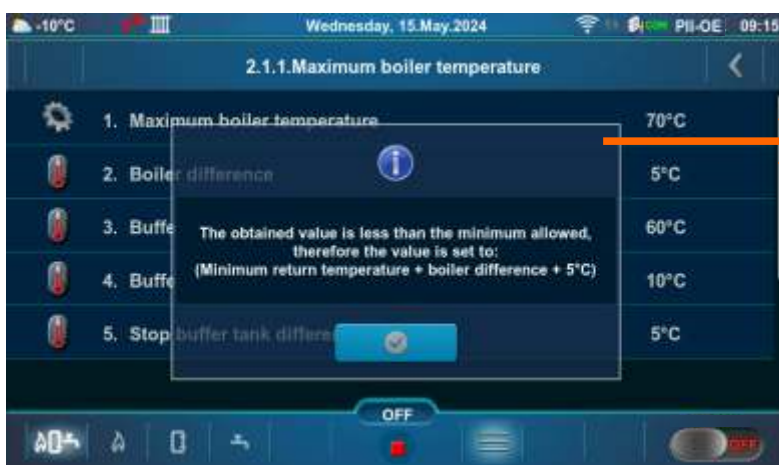 -10°C Wednesday, 15.May.2024 PII-OE 09:15
2.1.1.Maximum boiler temperature
1. Maximum boiler temperature 70°C
2. Boiler difference 5°C
3. Buffe 60°C
4. Buffe 10°C
5. Stop buffer tank differe 5°C
The obtained value is less than the minimum allowed,
therefore the value is set to:
(Minimum return temperature + boiler difference + 5°C)
OFF
OFF